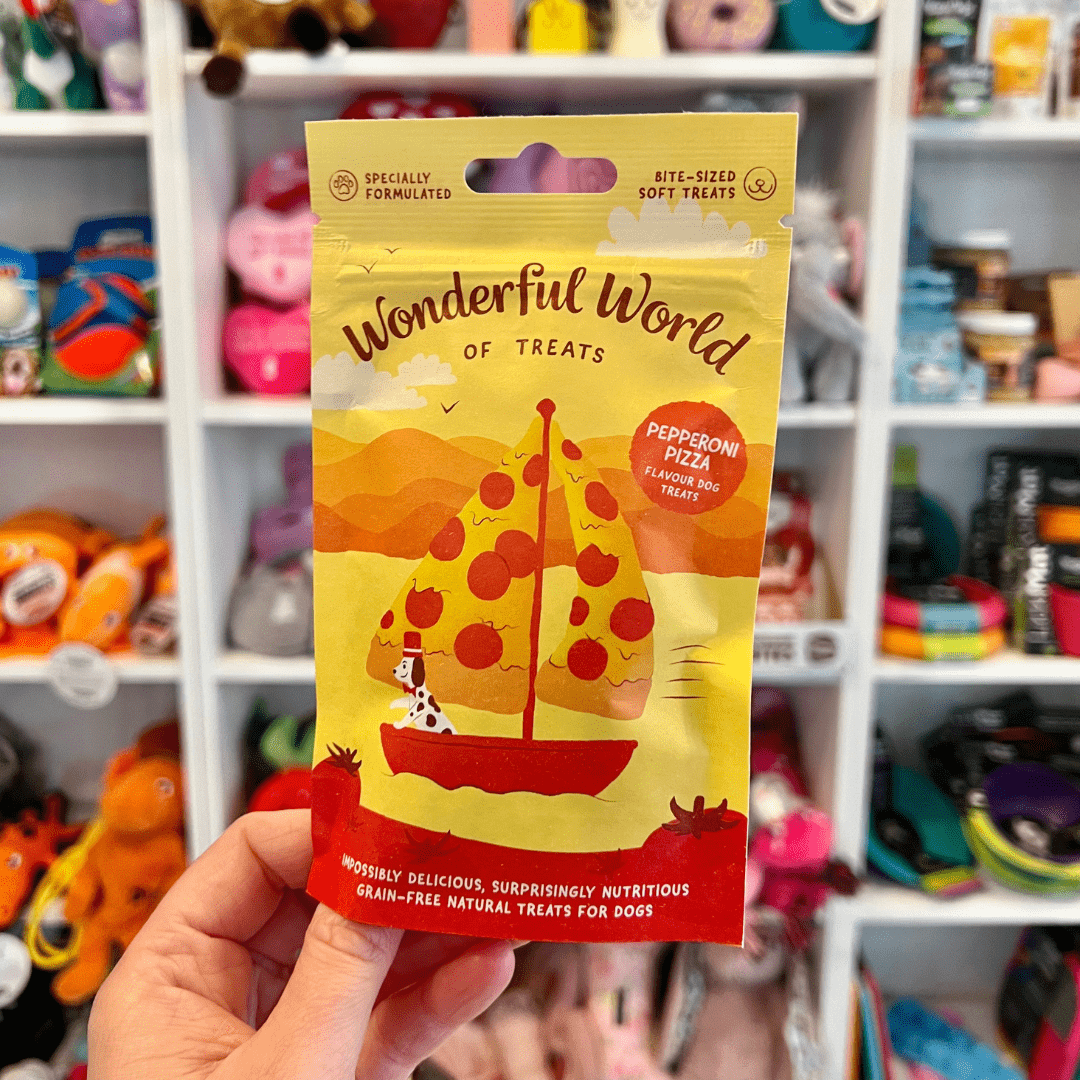 SPECIALLY
FORMULATED
BITE-SIZED
SOFT TREATS
Wonderful World
OF TREATS
PEPPERONI
PIZZA
FLAVOUR DOG
TREATS
IMPOSSIBLY DELICIOUS, SURPRISINGLY NUTRITIOUS
GRAIN-FREE NATURAL TREATS FOR DOGS